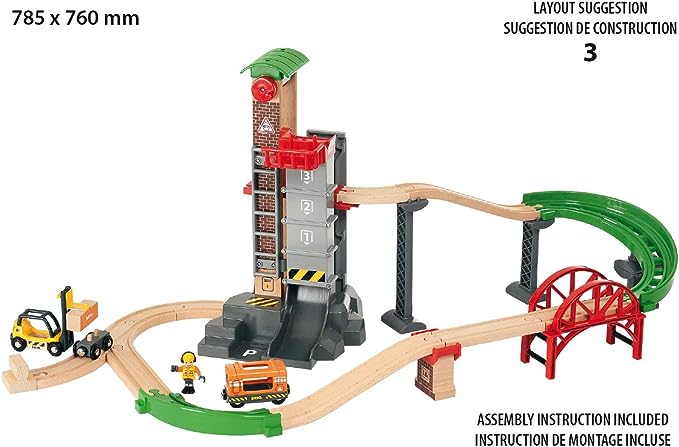 785 x 760 mm
LAYOUT SUGGESTION
SUGGESTION DE CONSTRUCTION
3
3
2
1
P
BRIO
ASSEMBLY INSTRUCTION INCLUDED
INSTRUCTION DE MONTAGE INCLUSE